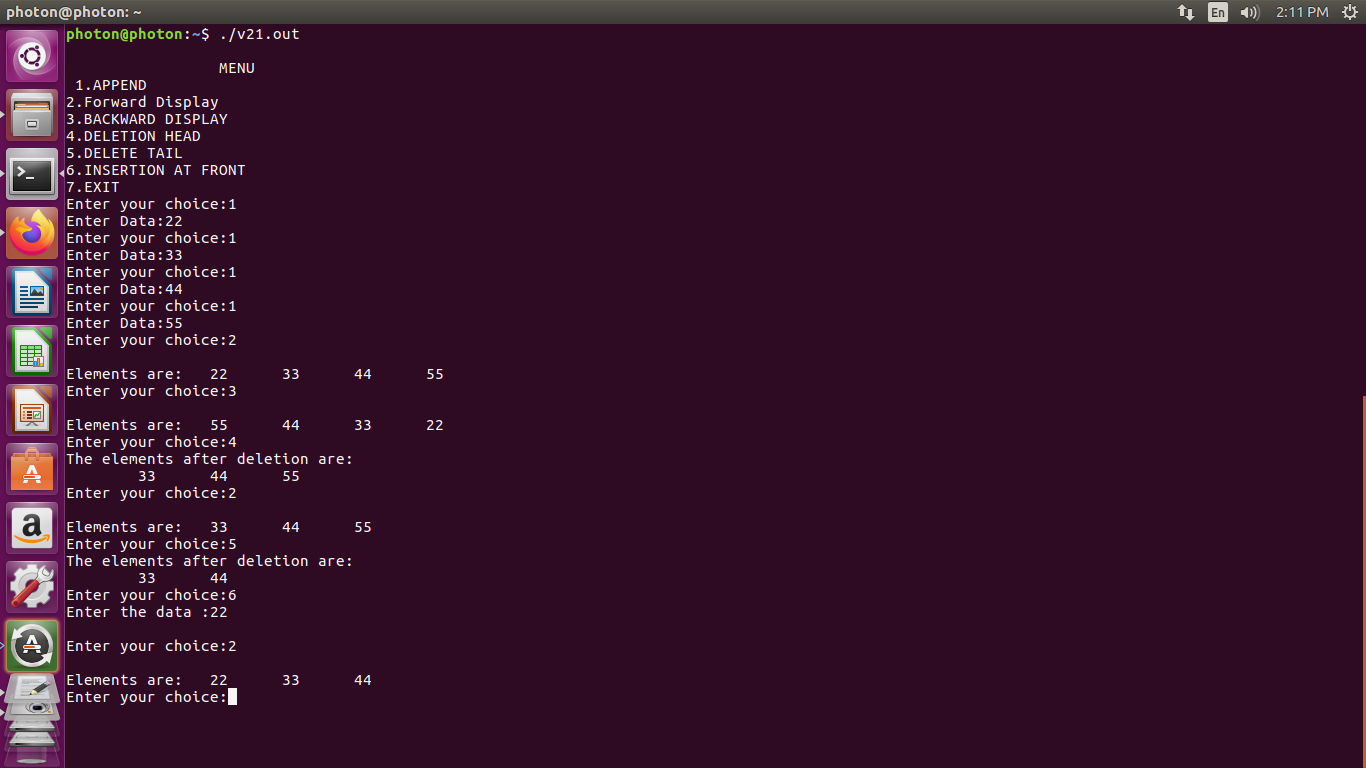 photon@photon: ~
En
2:11 PM
photon@photon:~$ ./v21.out
MENU
1.APPEND
2.Forward Display
3.BACKWARD DISPLAY
4.DELETION HEAD
5.DELETE TAIL
6.INSERTION AT FRONT
7.EXIT
Enter your choice:1
Enter Data:22
Enter your choice:1
Enter Data:33
Enter your choice:1
Enter Data:44
Enter your choice:1
Enter Data:55
Enter your choice:2
Elements are: 22 33 44 55
Enter your choice:3
Elements are: 55 44 33 22
Enter your choice:4
The elements after deletion are:
33 44 55
Enter your choice:2
Elements are: 33 44 55
Enter your choice:5
The elements after deletion are:
33 44
Enter your choice:6
Enter the data :22
Enter your choice:2
Elements are: 22 33 44
Enter your choice: